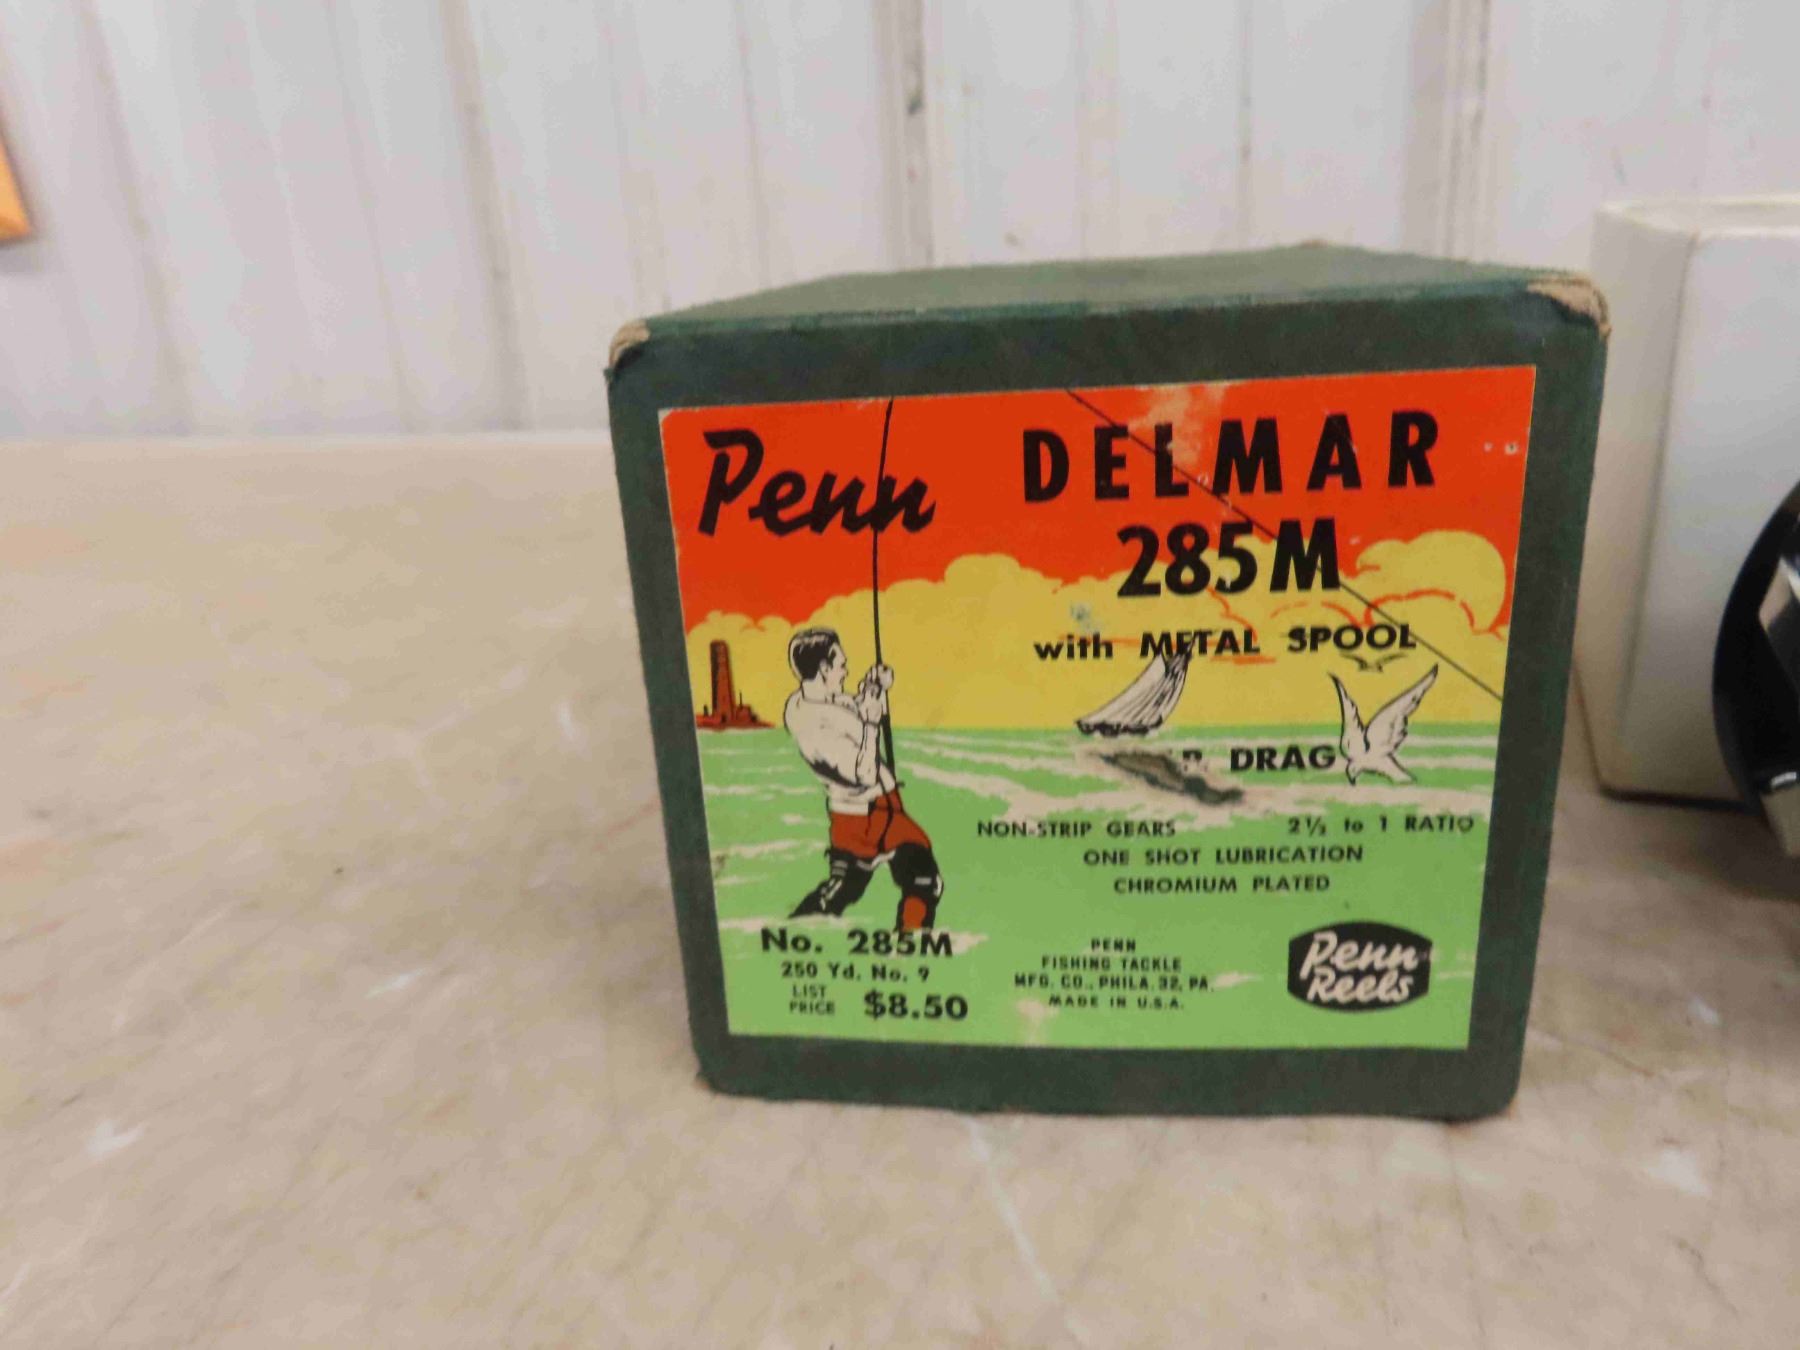 Penn
DELMAR
285M
with METAL SPOOL
DRAG
NON-STRIP GEARS 2½ to 1 RATIO
ONE SHOT LUBRICATION
CHROMIUM PLATED
No. 285M
250 Yd. No. 9
LIST PRICE $8.50
PENN
FISHING TACKLE
MFG. CO., PHILA. 32, PA.
MADE IN U.S.A.
Penn
Reels